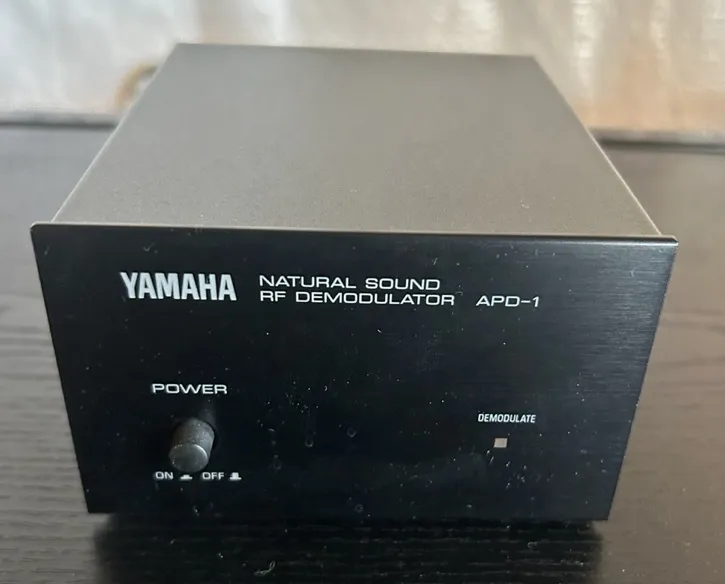 YAMAHA
NATURAL SOUND
RF DEMODULATOR APD-1
POWER
DEMODULATE
ON OFF